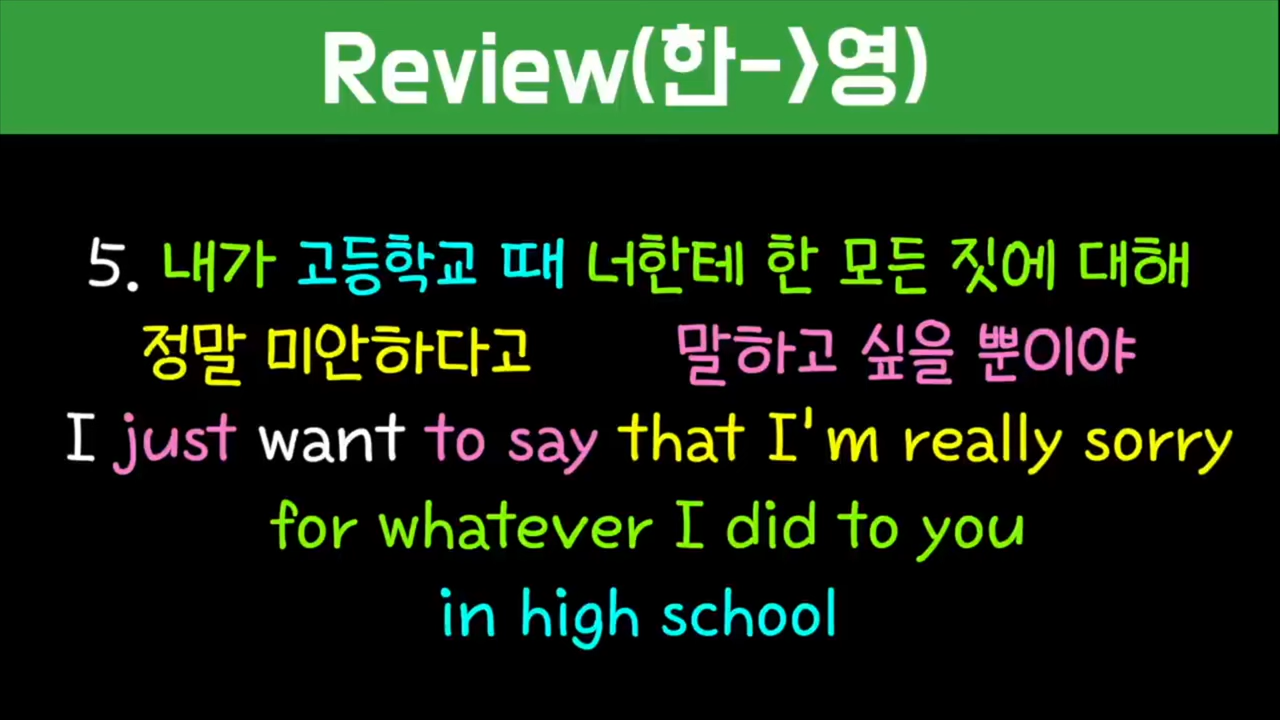 Review(한->영)
5. 내가 고등학교 때 너한테 한 모든 짓에 대해
정말 미안하다고 말하고 싶을 뿐이야
I just want to say that I'm really sorry
for whatever I did to you
in high school